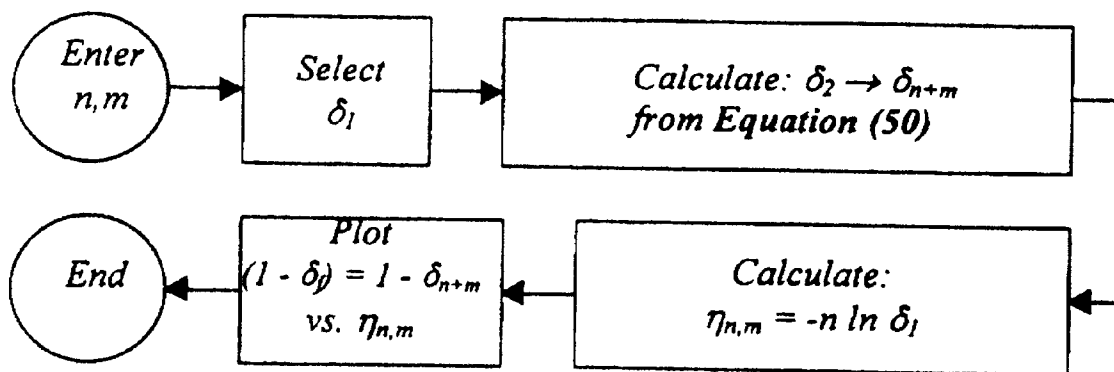 Enter
n,m
Select
δ₁
Calculate: δ₂ → δₙ₊ₘ
from Equation (50)
Plot
(1 - δf) = 1 - δₙ₊ₘ
vs. ηₙ,ₘ
Calculate:
ηₙ,ₘ = -n ln δ₁
End